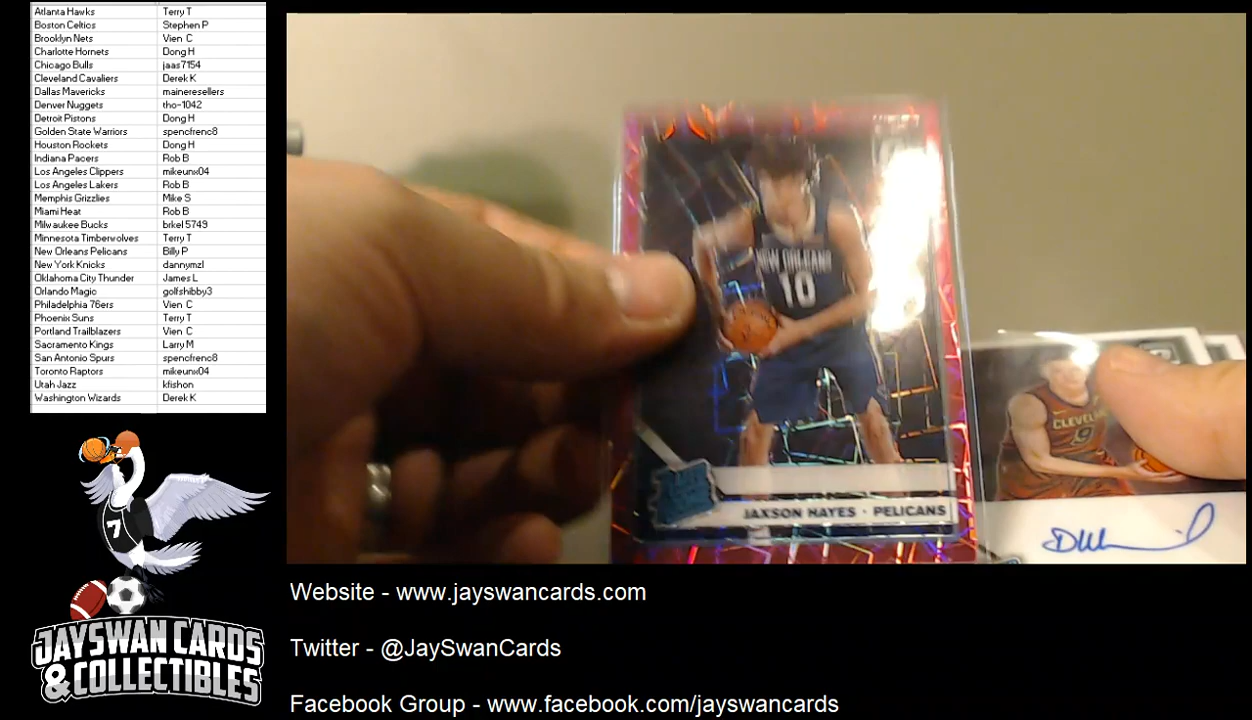 Atlanta Hawks Terry T
Boston Celtics Stephen P
Brooklyn Nets Vien C
Charlotte Hornets Dong H
Chicago Bulls jaas7154
Cleveland Cavaliers Derek K
Dallas Mavericks maineresellers
Denver Nuggets tho-1042
Detroit Pistons Dong H
Golden State Warriors spencfrenc8
Houston Rockets Dong H
Indiana Pacers Rob B
Los Angeles Clippers mikeunx04
Los Angeles Lakers Rob B
Memphis Grizzlies Mike S
Miami Heat Rob B
Milwaukee Bucks brkel5749
Minnesota Timberwolves Terry T
New Orleans Pelicans Billy P
New York Knicks dannymzl
Oklahoma City Thunder James L
Orlando Magic golfshibby3
Philadelphia 76ers Vien C
Phoenix Suns Terry T
Portland Trailblazers Vien C
Sacramento Kings Larry M
San Antonio Spurs spencfrenc8
Toronto Raptors mikeunx04
Utah Jazz kfishon
Washington Wizards Derek K
NEW ORLEANS
10
JAXSON HAYES · PELICANS
CLEVEL
9
7
JAYSWAN CARDS
& COLLECTIBLES
Website - www.jayswancards.com
Twitter - @JaySwanCards
Facebook Group - www.facebook.com/jayswancards